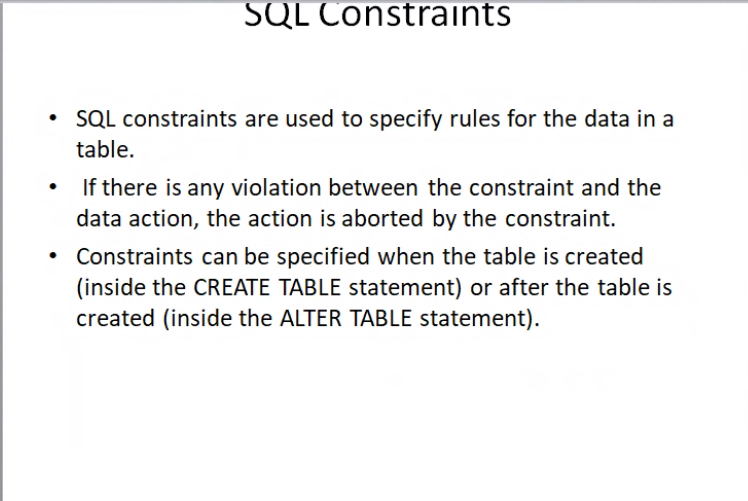 SQL Constraints
• SQL constraints are used to specify rules for the data in a
table.
• If there is any violation between the constraint and the
data action, the action is aborted by the constraint.
• Constraints can be specified when the table is created
(inside the CREATE TABLE statement) or after the table is
created (inside the ALTER TABLE statement).